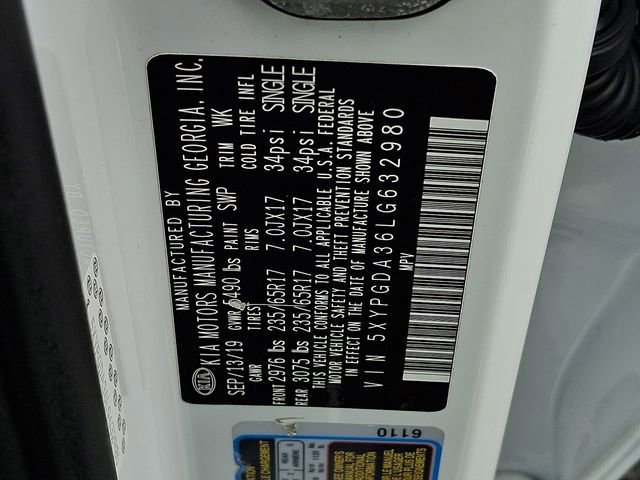 MANUFACTURED BY
KIA KIA MOTORS MANUFACTURING GEORGIA, INC.
SEP/13/19 GVWR 5490 lbs PAINT SWP TRIM WK
GAWR TIRES RIMS COLD TIRE INFL
FRONT 2976 lbs 235/65R17 7.0JX17 34psi SINGLE
REAR 3075 lbs 235/65R17 7.0JX17 34psi SINGLE
THIS VEHICLE CONFORMS TO ALL APPLICABLE U.S.A. FEDERAL
MOTOR VEHICLE SAFETY AND THEFT PREVENTION STANDARDS
IN EFFECT ON THE DATE OF MANUFACTURE SHOWN ABOVE
VIN 5XYPGDA36LG632980
MPV
6110